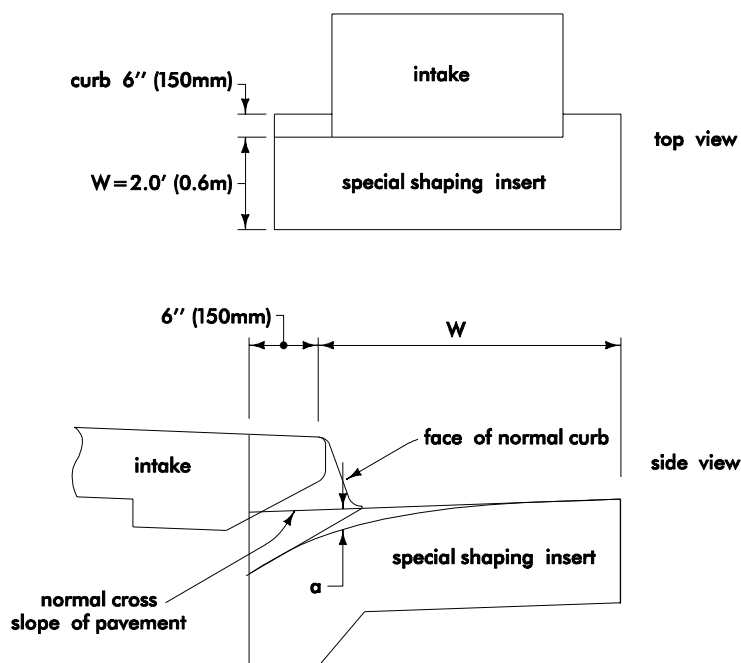 intake
curb 6" (150mm)
top view
W=2.0' (0.6m)
special shaping insert
6" (150mm)
W
face of normal curb
intake
side view
special shaping insert
a
normal cross
slope of pavement